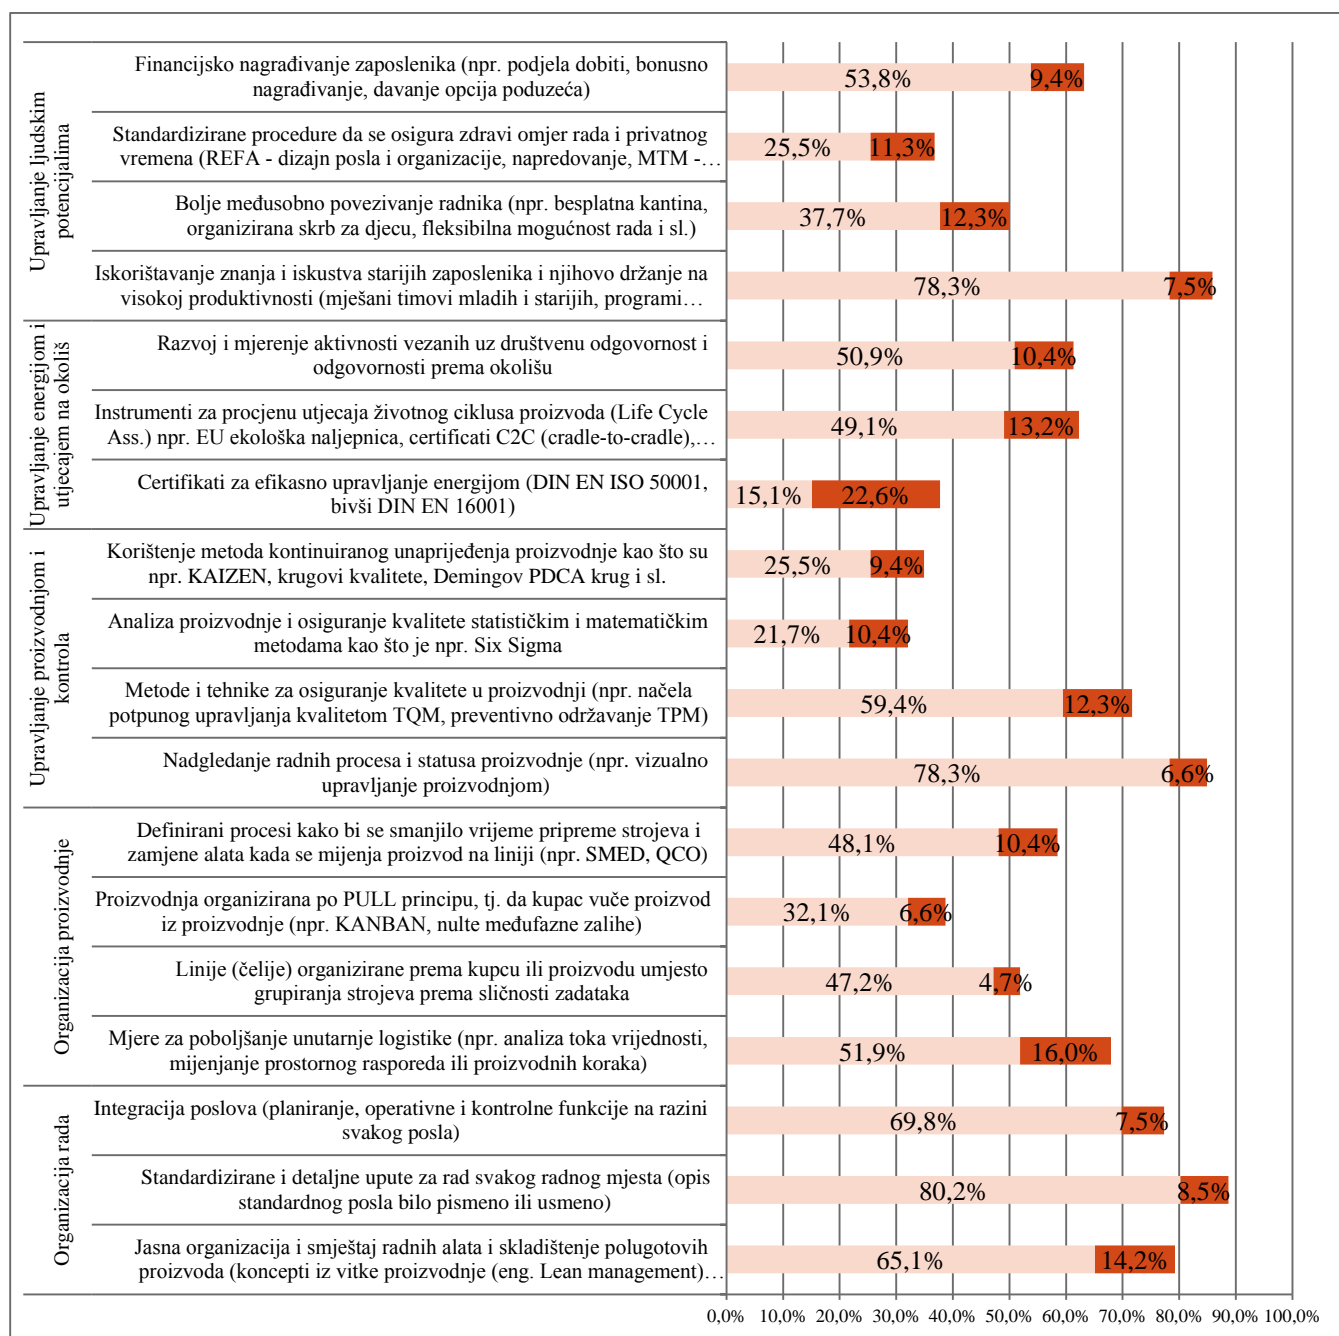 Upravljanje ljudskim
potencijalima
Financijsko nagrađivanje zaposlenika (npr. podjela dobiti, bonusno
nagrađivanje, davanje opcija poduzeća)
53,8%
9,4%
Standardizirane procedure da se osigura zdravi omjer rada i privatnog
vremena (REFA - dizajn posla i organizacije, napredovanje, MTM -…
25,5%
11,3%
Bolje međusobno povezivanje radnika (npr. besplatna kantina,
organizirana skrb za djecu, fleksibilna mogućnost rada i sl.)
37,7%
12,3%
Iskorištavanje znanja i iskustva starijih zaposlenika i njihovo držanje na
visokoj produktivnosti (mješani timovi mladih i starijih, programi…
78,3%
7,5%
Upravljanje energijom i
utjecajem na okoliš
Razvoj i mjerenje aktivnosti vezanih uz društvenu odgovornost i
odgovornosti prema okolišu
50,9%
10,4%
Instrumenti za procjenu utjecaja životnog ciklusa proizvoda (Life Cycle
Ass.) npr. EU ekološka naljepnica, certificati C2C (cradle-to-cradle),…
49,1%
13,2%
Certifikati za efikasno upravljanje energijom (DIN EN ISO 50001,
bivši DIN EN 16001)
15,1%
22,6%
Upravljanje proizvodnjom i
kontrola
Korištenje metoda kontinuiranog unaprijeđenja proizvodnje kao što su
npr. KAIZEN, krugovi kvalitete, Demingov PDCA krug i sl.
25,5%
9,4%
Analiza proizvodnje i osiguranje kvalitete statističkim i matematičkim
metodama kao što je npr. Six Sigma
21,7%
10,4%
Metode i tehnike za osiguranje kvalitete u proizvodnji (npr. načela
potpunog upravljanja kvalitetom TQM, preventivno održavanje TPM)
59,4%
12,3%
Nadgledanje radnih procesa i statusa proizvodnje (npr. vizualno
upravljanje proizvodnjom)
78,3%
6,6%
Organizacija proizvodnje
Definirani procesi kako bi se smanjilo vrijeme pripreme strojeva i
zamjene alata kada se mijenja proizvod na liniji (npr. SMED, QCO)
48,1%
10,4%
Proizvodnja organizirana po PULL principu, tj. da kupac vuče proizvod
iz proizvodnje (npr. KANBAN, nulte međufazne zalihe)
32,1%
6,6%
Linije (čelije) organizirane prema kupcu ili proizvodu umjesto
grupiranja strojeva prema sličnosti zadataka
47,2%
4,7%
Mjere za poboljšanje unutarnje logistike (npr. analiza toka vrijednosti,
mijenjanje prostornog rasporeda ili proizvodnih koraka)
51,9%
16,0%
Organizacija rada
Integracija poslova (planiranje, operativne i kontrolne funkcije na razini
svakog posla)
69,8%
7,5%
Standardizirane i detaljne upute za rad svakog radnog mjesta (opis
standardnog posla bilo pismeno ili usmeno)
80,2%
8,5%
Jasna organizacija i smještaj radnih alata i skladištenje polugotovih
proizvoda (koncepti iz vitke proizvodnje (eng. Lean management)…
65,1%
14,2%
0,0% 10,0% 20,0% 30,0% 40,0% 50,0% 60,0% 70,0% 80,0% 90,0% 100,0%